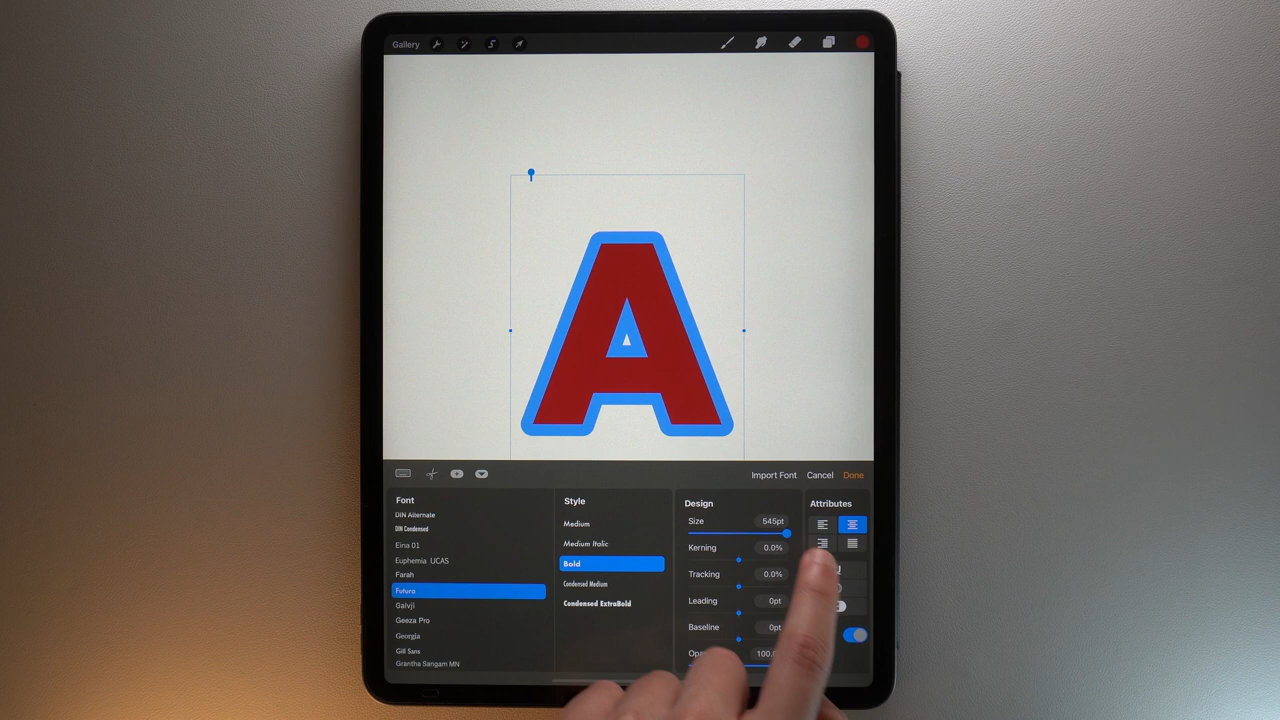 Gallery
A
Import Font
Cancel
Done
Font
DIN Alternate
DIN Condensed
Eina 01
Euphemia UCAS
Farah
Futura
Galvji
Geeza Pro
Georgia
Gill Sans
Grantha Sangam MN
Style
Medium
Medium Italic
Bold
Condensed Medium
Condensed ExtraBold
Design
Size 545pt
Kerning 0.0%
Tracking 0.0%
Leading 0pt
Baseline 0pt
Attributes